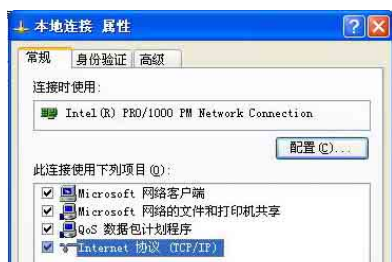 本地连接 属性
常规 身份验证 高级
连接时使用:
Intel(R) PRO/1000 PM Network Connection
配置(C)...
此连接使用下列项目(O):
Microsoft 网络客户端
Microsoft 网络的文件和打印机共享
QoS 数据包计划程序
Internet 协议 (TCP/IP)